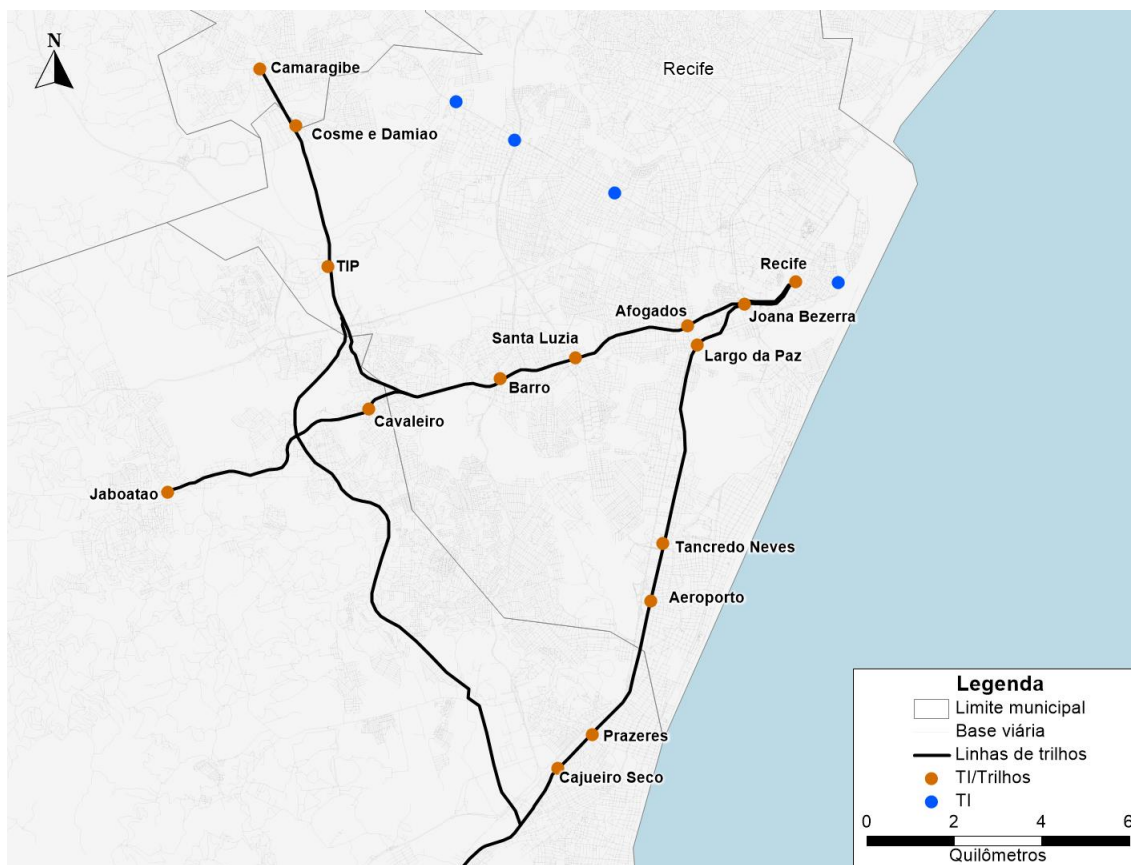 N
Camaragibe
Recife
Cosme e Damiao
TIP
Recife
Afogados
Joana Bezerra
Santa Luzia
Largo da Paz
Barro
Cavaleiro
Jaboatao
Tancredo Neves
Aeroporto
Prazeres
Cajueiro Seco
Legenda
Limite municipal
Base viária
Linhas de trilhos
TI/Trilhos
TI
0 2 4 6
Quilômetros